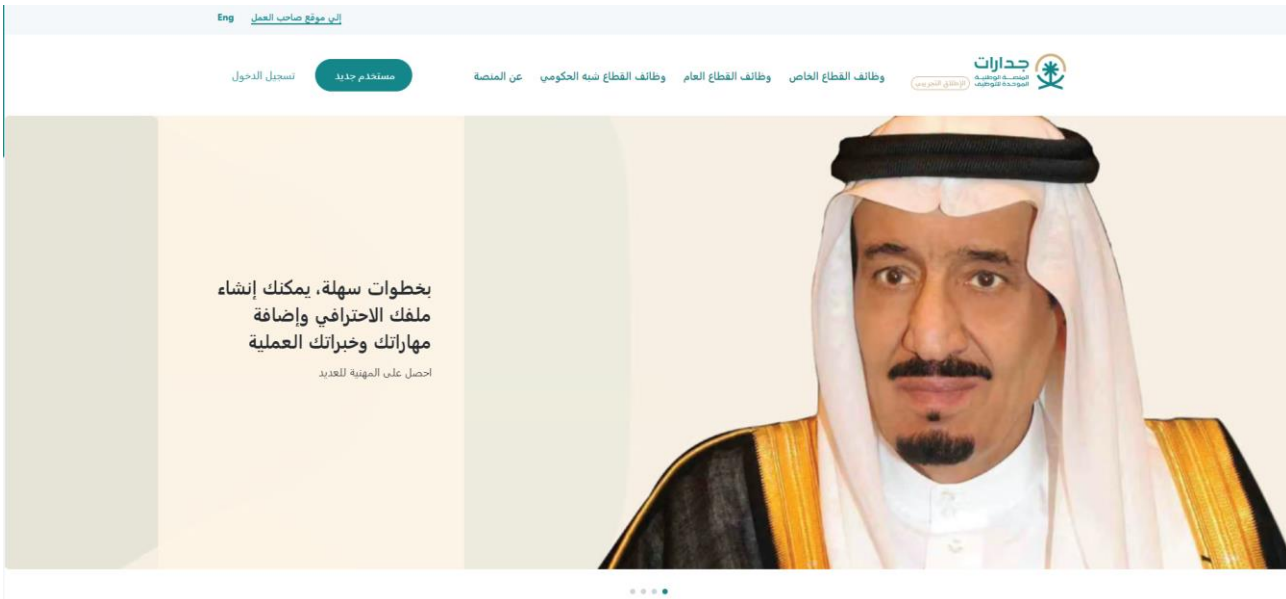 إلى موقع صاحب العمل
Eng
جدارات
المنصة الوطنية
الموحدة للتوظيف
الإطلاق التجريبي
وظائف القطاع الخاص
وظائف القطاع العام
وظائف القطاع شبه الحكومي
عن المنصة
مستخدم جديد
تسجيل الدخول
بخطوات سهلة، يمكنك إنشاء
ملفك الاحترافي وإضافة
مهاراتك وخبراتك العملية
احصل على المهنية للعديد